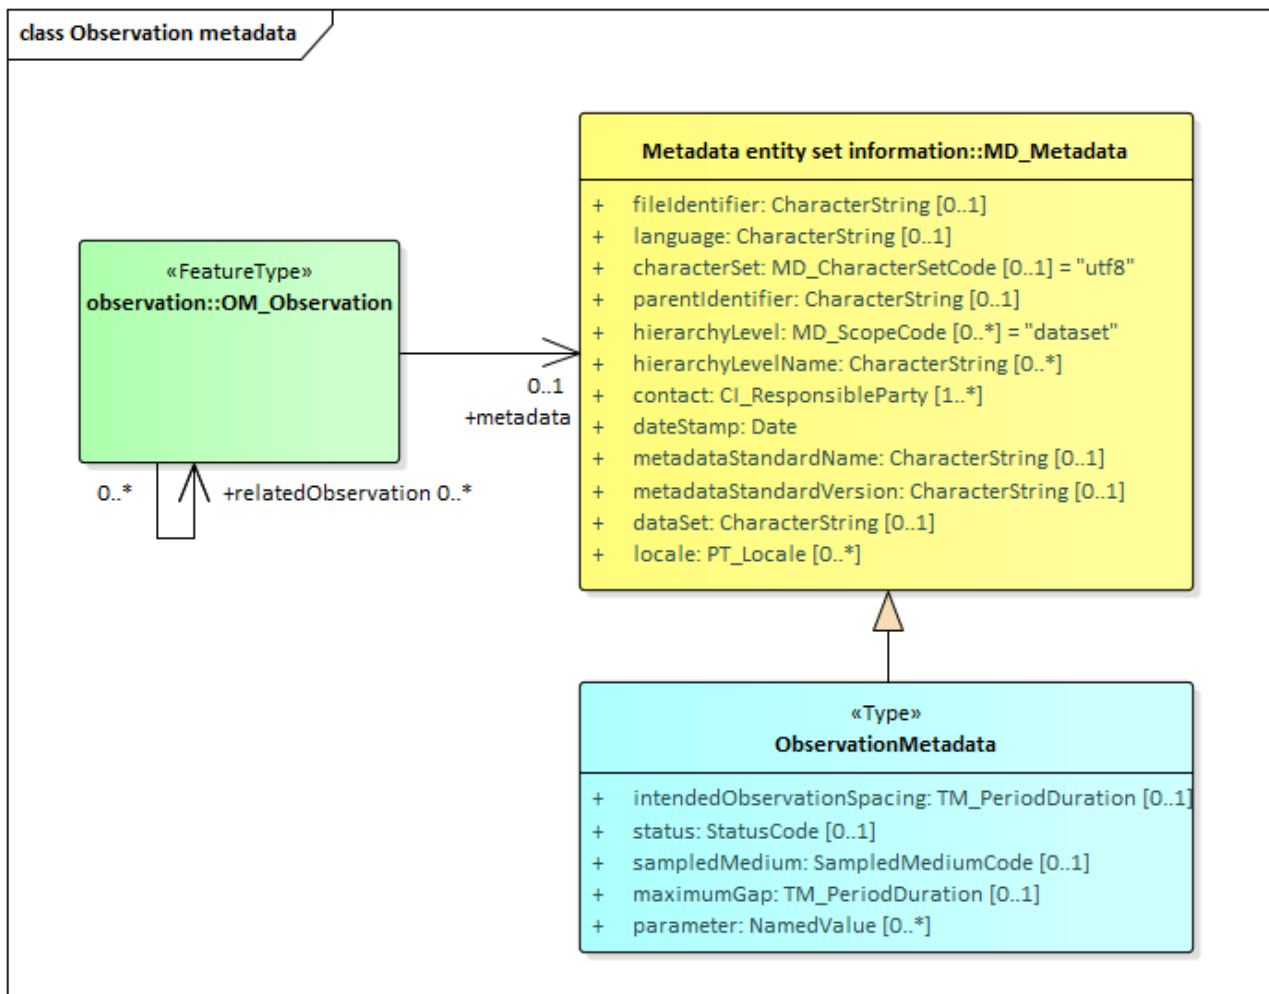 class Observation metadata
Metadata entity set information::MD_Metadata
+ fileIdentifier: CharacterString [0..1]
+ language: CharacterString [0..1]
+ characterSet: MD_CharacterSetCode [0..1] = "utf8"
+ parentIdentifier: CharacterString [0..1]
+ hierarchyLevel: MD_ScopeCode [0..*] = "dataset"
+ hierarchyLevelName: CharacterString [0..*]
+ contact: CI_ResponsibleParty [1..*]
+ dateStamp: Date
+ metadataStandardName: CharacterString [0..1]
+ metadataStandardVersion: CharacterString [0..1]
+ dataSet: CharacterString [0..1]
+ locale: PT_Locale [0..*]
«FeatureType»
observation::OM_Observation
0..1
+metadata
0..*
+relatedObservation 0..*
«Type»
ObservationMetadata
+ intendedObservationSpacing: TM_PeriodDuration [0..1]
+ status: StatusCode [0..1]
+ sampledMedium: SampledMediumCode [0..1]
+ maximumGap: TM_PeriodDuration [0..1]
+ parameter: NamedValue [0..*]